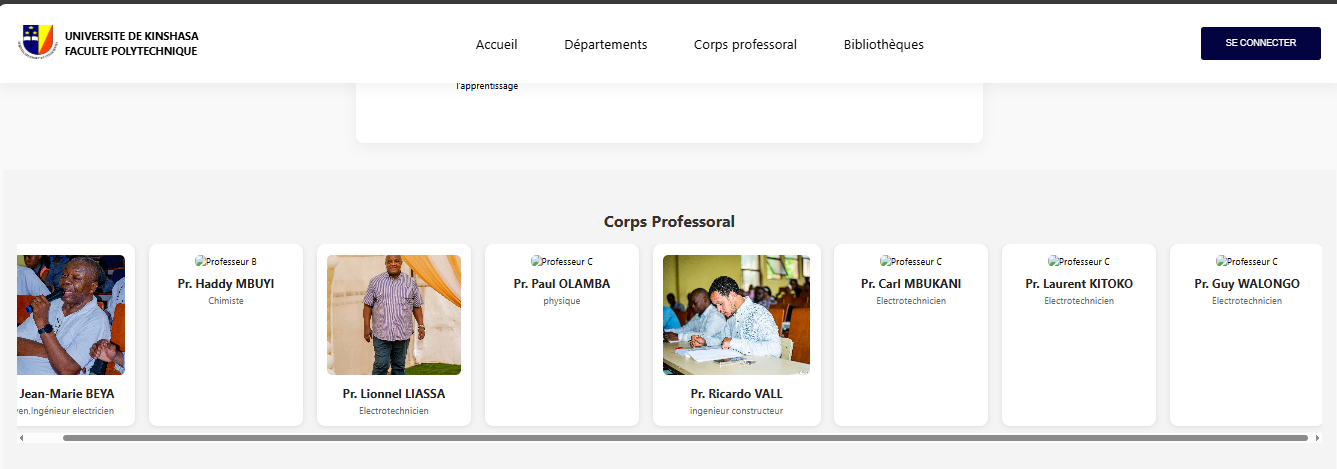 UNIVERSITE DE KINSHASA
FACULTE POLYTECHNIQUE
Accueil
Départements
Corps professoral
Bibliothèques
SE CONNECTER
l'apprentissage
Corps Professoral
Jean-Marie BEYA
yen,Ingénieur electricien
Professeur B
Pr. Haddy MBUYI
Chimiste
Pr. Lionnel LIASSA
Electrotechnicien
Professeur C
Pr. Paul OLAMBA
physique
Pr. Ricardo VALL
ingenieur constructeur
Professeur C
Pr. Carl MBUKANI
Electrotechnicien
Professeur C
Pr. Laurent KITOKO
Electrotechnicien
Professeur C
Pr. Guy WALONGO
Electrotechnicien